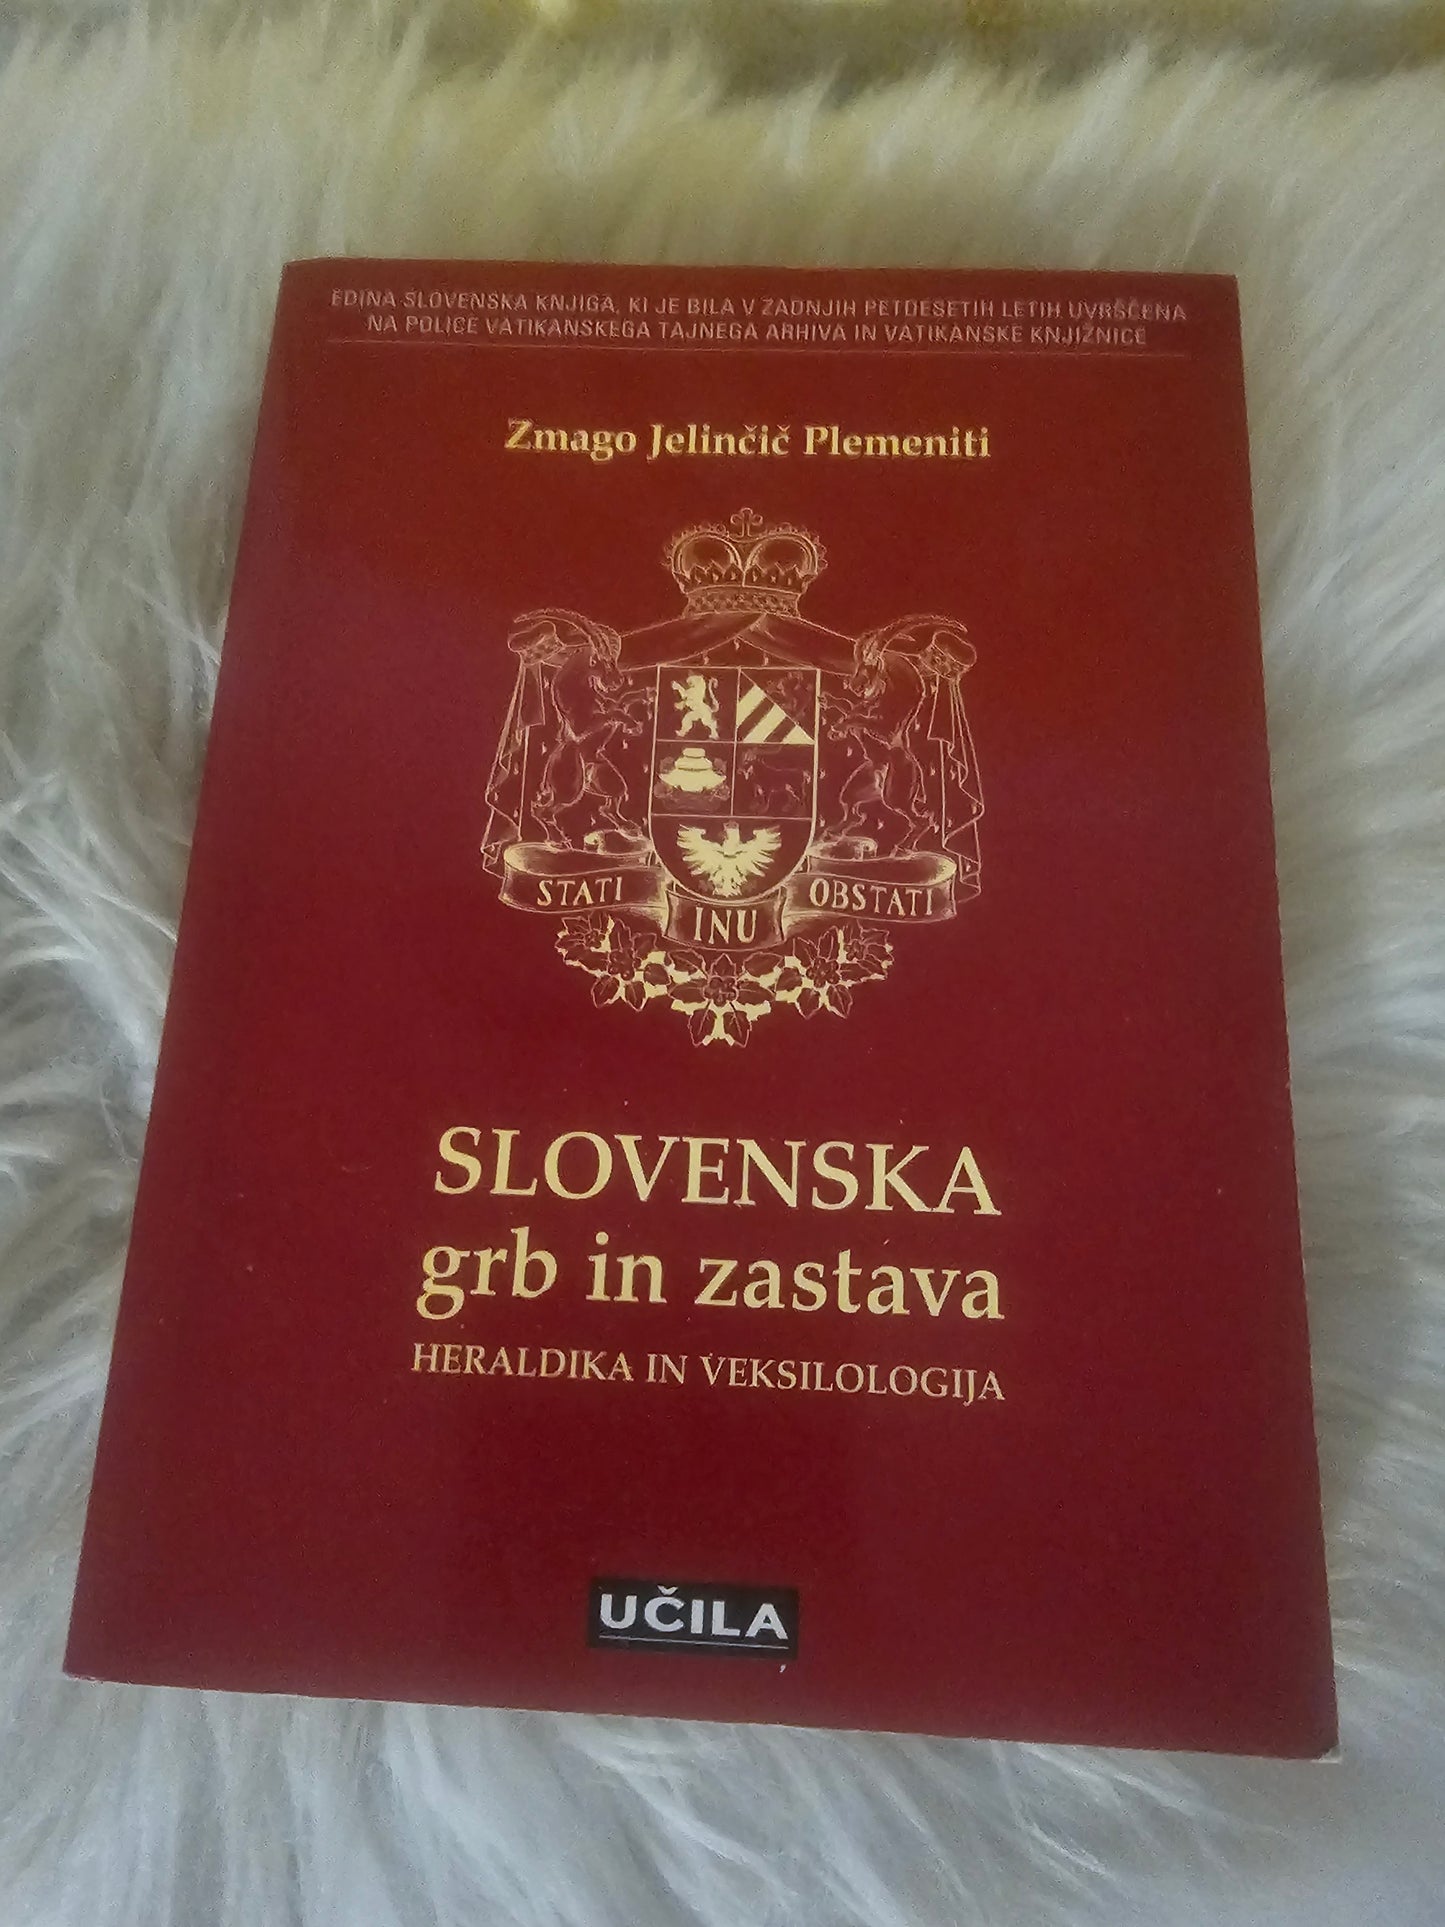 EDINA SLOVENSKA KNJIGA, KI JE BILA V ZADNJIH PETDESETIH LETIH UVRŠČENA
NA POLICE VATIKANSKEGA TAJNEGA ARHIVA IN VATIKANSKE KNJIŽNICE
Zmago Jelinčič Plemeniti
STATI INU OBSTATI
SLOVENSKA
grb in zastava
HERALDIKA IN VEKSILOLOGIJA
UČILA